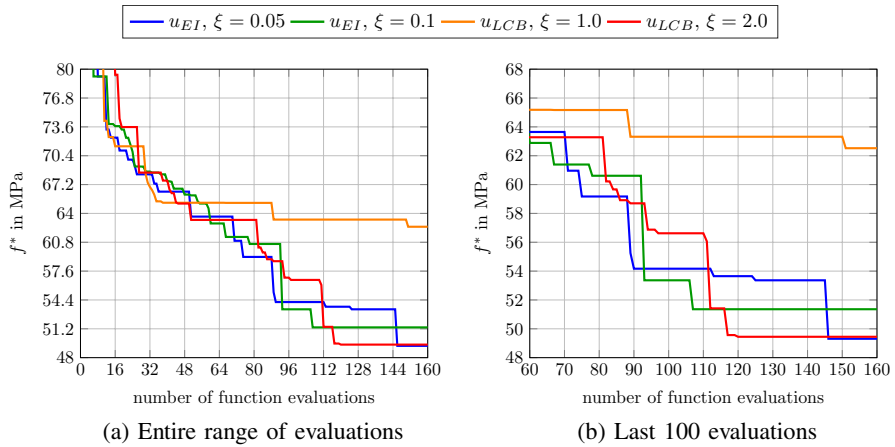 u_EI, ξ = 0.05 u_EI, ξ = 0.1 u_LCB, ξ = 1.0 u_LCB, ξ = 2.0
80
76.8
73.6
70.4
67.2
64
60.8
57.6
54.4
51.2
48
f* in MPa
0 16 32 48 64 80 96 112 128 144 160
number of function evaluations
(a) Entire range of evaluations
68
66
64
62
60
58
56
54
52
50
48
f* in MPa
60 70 80 90 100 110 120 130 140 150 160
number of function evaluations
(b) Last 100 evaluations